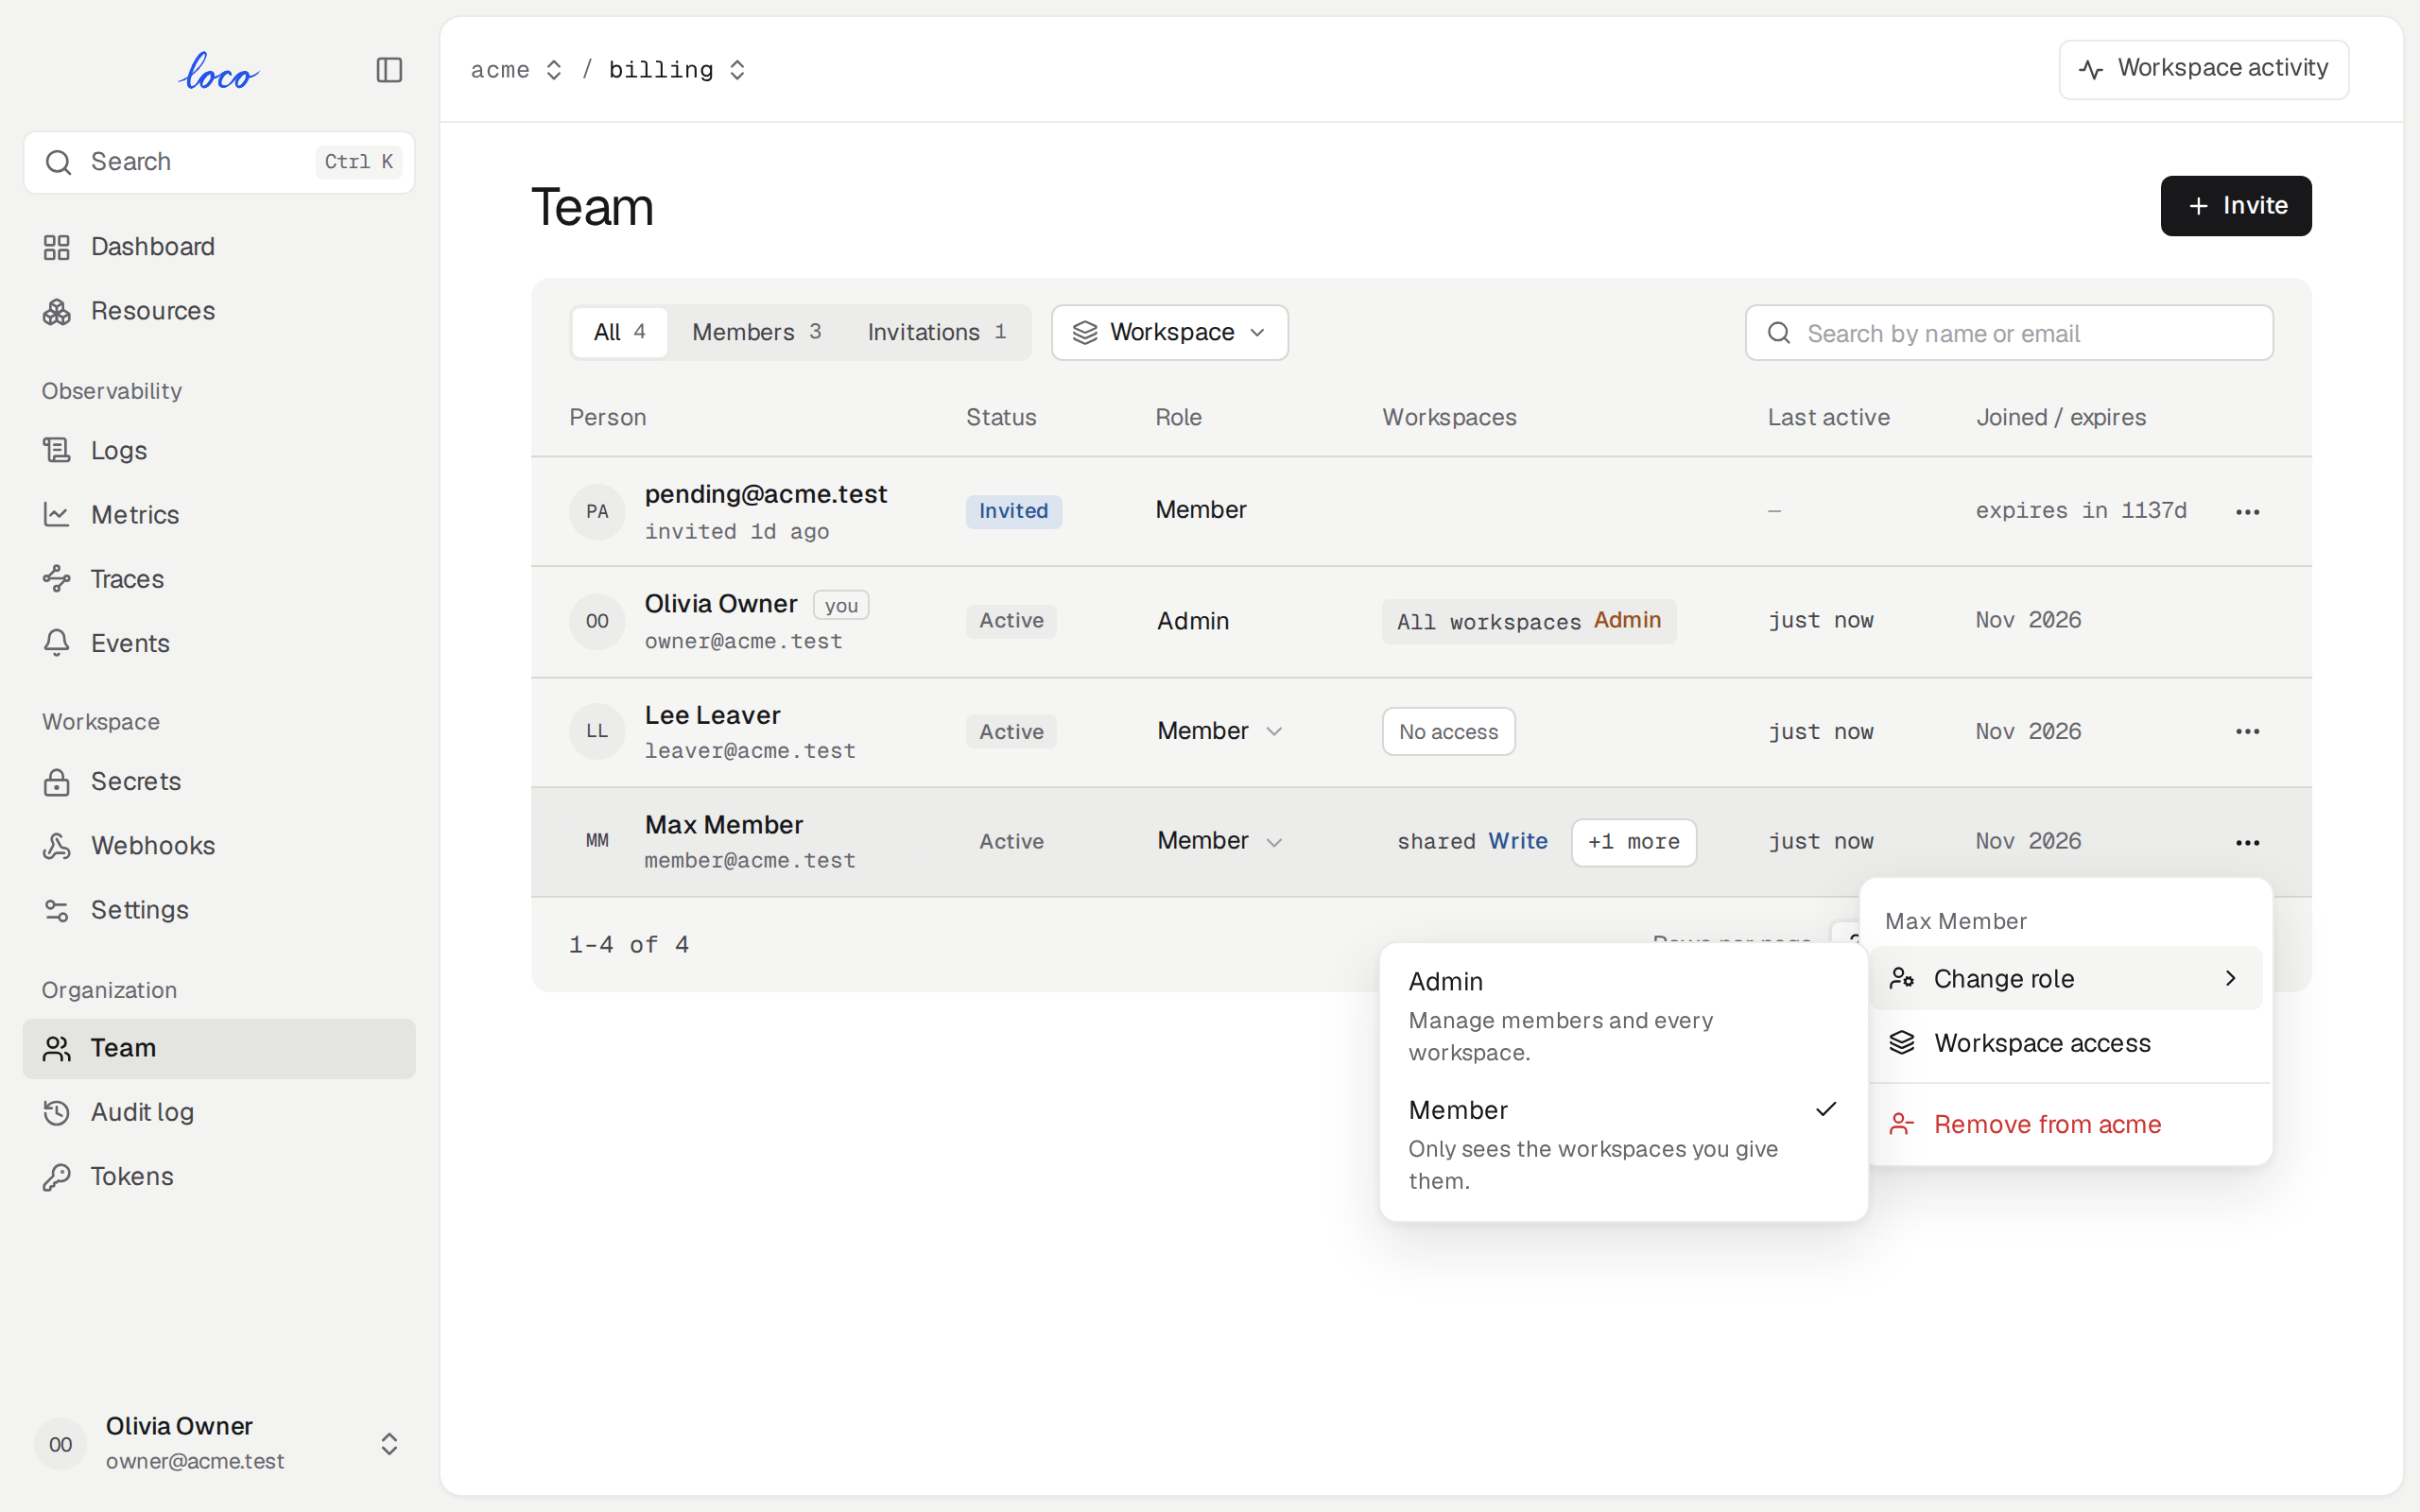 loco
Search Ctrl K
Dashboard
Resources
Observability
Logs
Metrics
Traces
Events
Workspace
Secrets
Webhooks
Settings
Organization
Team
Audit log
Tokens
OO Olivia Owner
owner@acme.test
acme / billing
Workspace activity
Team
Invite
All 4 Members 3 Invitations 1 Workspace
Search by name or email
Person Status Role Workspaces Last active Joined / expires
PA pending@acme.test Invited Member – expires in 1137d
invited 1d ago
OO Olivia Owner you Active Admin All workspaces Admin just now Nov 2026
owner@acme.test
LL Lee Leaver Active Member No access just now Nov 2026
leaver@acme.test
MM Max Member Active Member shared Write +1 more just now Nov 2026
member@acme.test
1–4 of 4
Max Member
Change role
Workspace access
Remove from acme
Admin
Manage members and every
workspace.
Member
Only sees the workspaces you give
them.